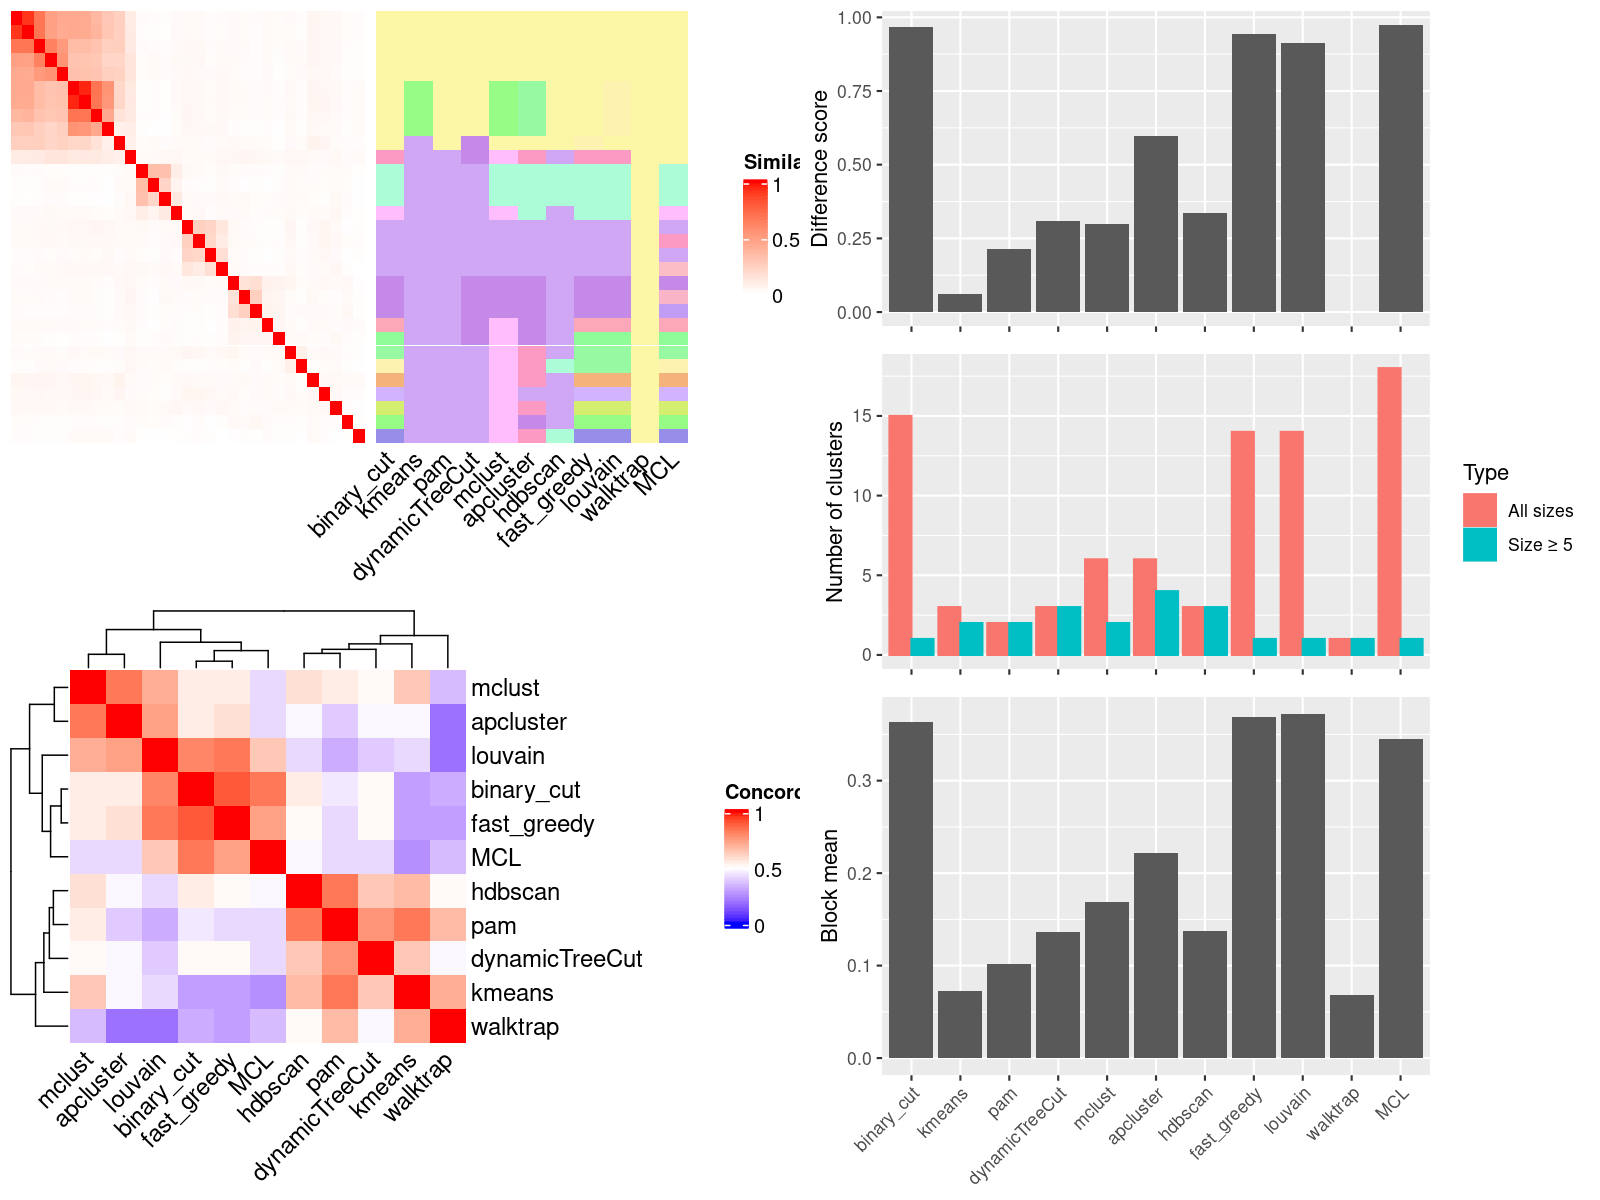 Simila
1
0.5
0
binary_cut
kmeans
pam
dynamicTreeCut
mclust
apcluster
hdbscan
fast_greedy
louvain
walktrap
MCL
mclust
apcluster
louvain
binary_cut
fast_greedy
MCL
hdbscan
pam
dynamicTreeCut
kmeans
walktrap
mclust
apcluster
louvain
binary_cut
fast_greedy
MCL
hdbscan
pam
dynamicTreeCut
kmeans
walktrap
Concord
1
0.5
0
Difference score
1.00
0.75
0.50
0.25
0.00
Number of clusters
15
10
5
0
Type
All sizes
Size ≥ 5
Block mean
0.3
0.2
0.1
0.0
binary_cut
kmeans
pam
dynamicTreeCut
mclust
apcluster
hdbscan
fast_greedy
louvain
walktrap
MCL